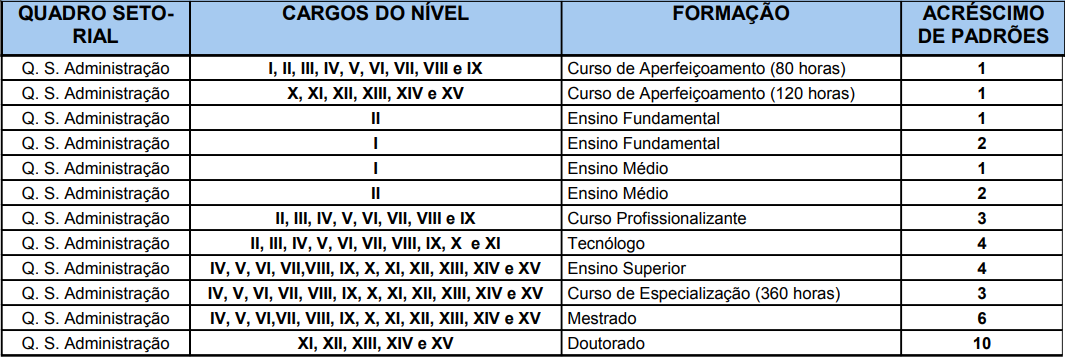 QUADRO SETO-
RIAL
CARGOS DO NÍVEL
FORMAÇÃO
ACRÉSCIMO
DE PADRÕES
Q. S. Administração I, II, III, IV, V, VI, VII, VIII e IX Curso de Aperfeiçoamento (80 horas) 1
Q. S. Administração X, XI, XII, XIII, XIV e XV Curso de Aperfeiçoamento (120 horas) 1
Q. S. Administração II Ensino Fundamental 1
Q. S. Administração I Ensino Fundamental 2
Q. S. Administração I Ensino Médio 1
Q. S. Administração II Ensino Médio 2
Q. S. Administração II, III, IV, V, VI, VII, VIII e IX Curso Profissionalizante 3
Q. S. Administração II, III, IV, V, VI, VII, VIII, IX, X e XI Tecnólogo 4
Q. S. Administração IV, V, VI, VII,VIII, IX, X, XI, XII, XIII, XIV e XV Ensino Superior 4
Q. S. Administração IV, V, VI, VII, VIII, IX, X, XI, XII, XIII, XIV e XV Curso de Especialização (360 horas) 3
Q. S. Administração IV, V, VI,VII, VIII, IX, X, XI, XII, XIII, XIV e XV Mestrado 6
Q. S. Administração XI, XII, XIII, XIV e XV Doutorado 10